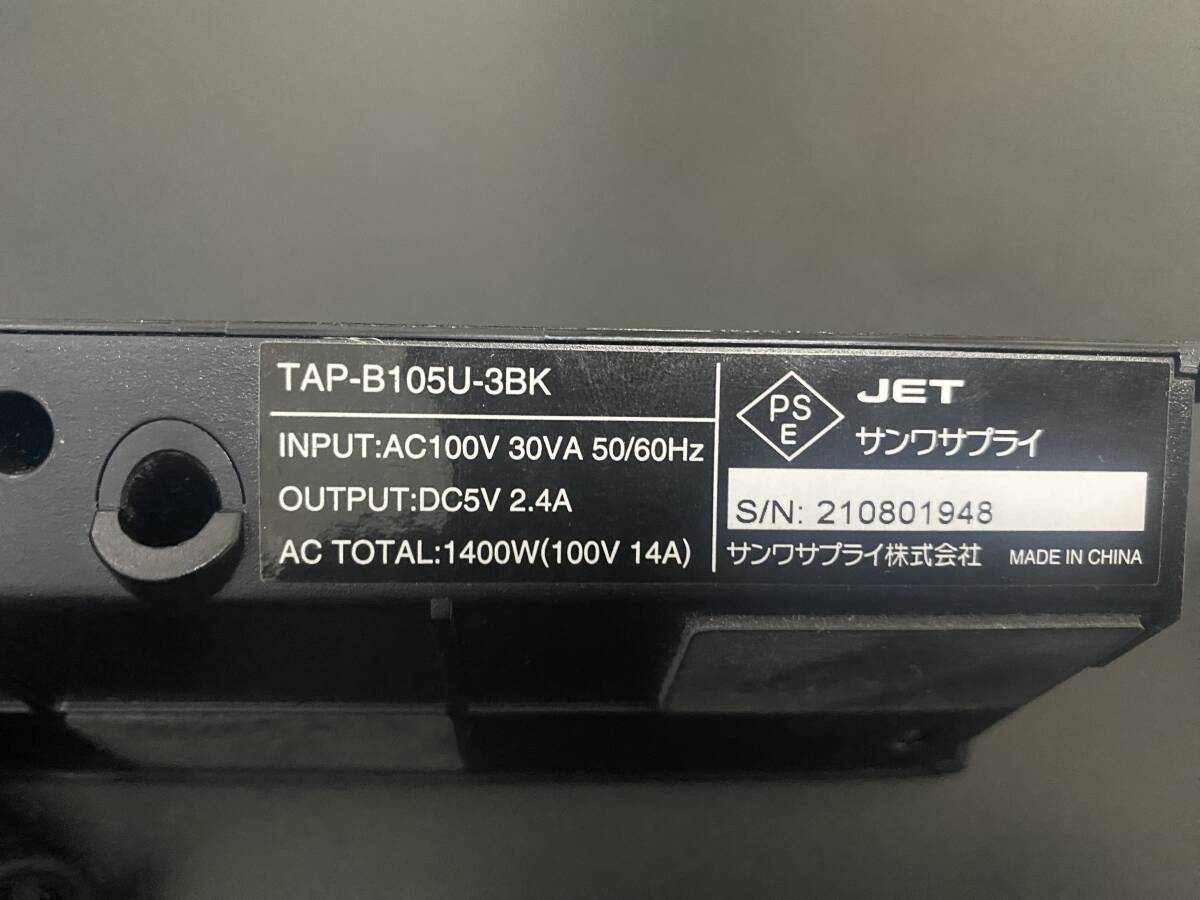 TAP-B105U-3BK
INPUT:AC100V 30VA 50/60Hz
OUTPUT:DC5V 2.4A
AC TOTAL:1400W(100V 14A)
PS
E
JET
サンワサプライ
S/N: 210801948
サンワサプライ株式会社 MADE IN CHINA